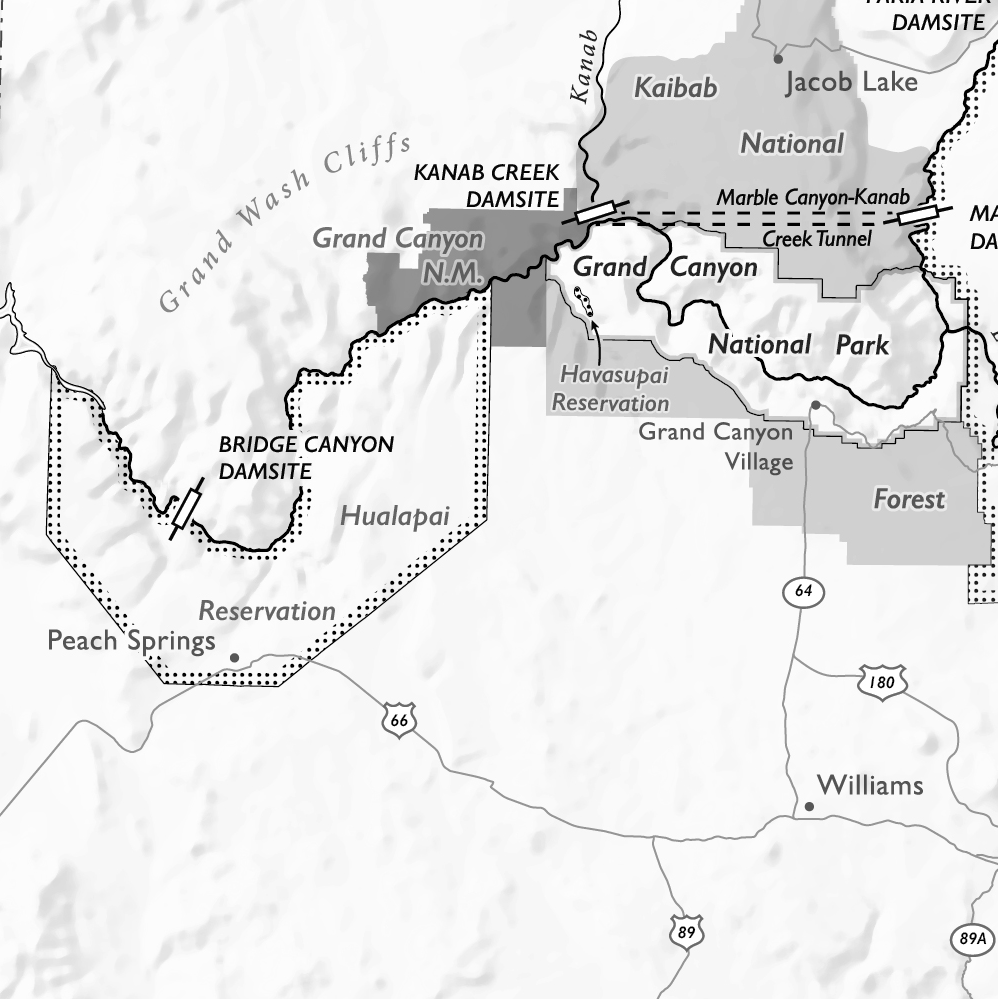 DAMSITE
Kanab
Jacob Lake
Kaibab
National
Grand Wash Cliffs
KANAB CREEK
DAMSITE
Marble Canyon-Kanab
Creek Tunnel
MA
DA
Grand Canyon
N.M.
Grand Canyon
National Park
Havasupai
Reservation
Grand Canyon
Village
BRIDGE CANYON
DAMSITE
Hualapai
Forest
64
Reservation
Peach Springs
180
66
Williams
89
89A